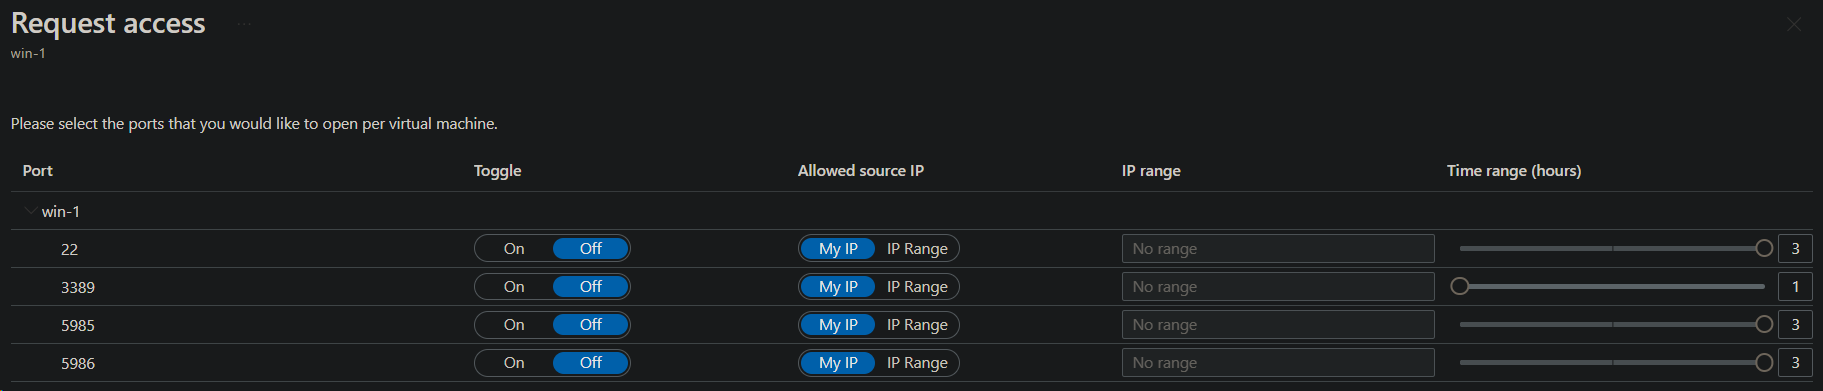 Request access ...
win-1
Please select the ports that you would like to open per virtual machine.
Port Toggle Allowed source IP IP range Time range (hours)
win-1
22 On Off My IP IP Range No range 3
3389 On Off My IP IP Range No range 1
5985 On Off My IP IP Range No range 3
5986 On Off My IP IP Range No range 3